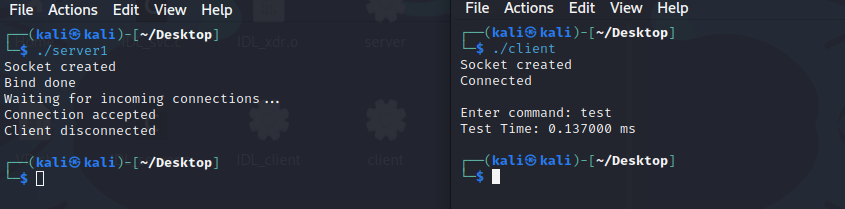 File Actions Edit View Help
┌──(kali㉿kali)-[~/Desktop]
└─$ ./server1
Socket created
Bind done
Waiting for incoming connections...
Connection accepted
Client disconnected
┌──(kali㉿kali)-[~/Desktop]
└─$
IDL_xdr.o
server
IDL_client
client
File Actions Edit View Help
┌──(kali㉿kali)-[~/Desktop]
└─$ ./client
Socket created
Connected
Enter command: test
Test Time: 0.137000 ms
┌──(kali㉿kali)-[~/Desktop]
└─$